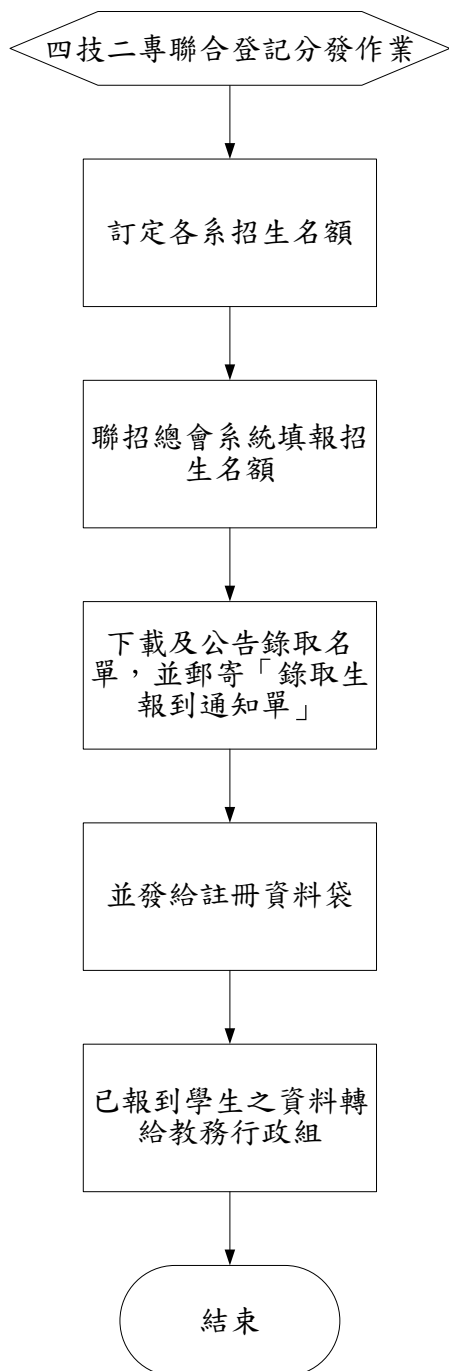 四技二專聯合登記分發作業
訂定各系招生名額
聯招總會系統填報招
生名額
下載及公告錄取名
單，並郵寄「錄取生
報到通知單」
並發給註冊資料袋
已報到學生之資料轉
給教務行政組
結束